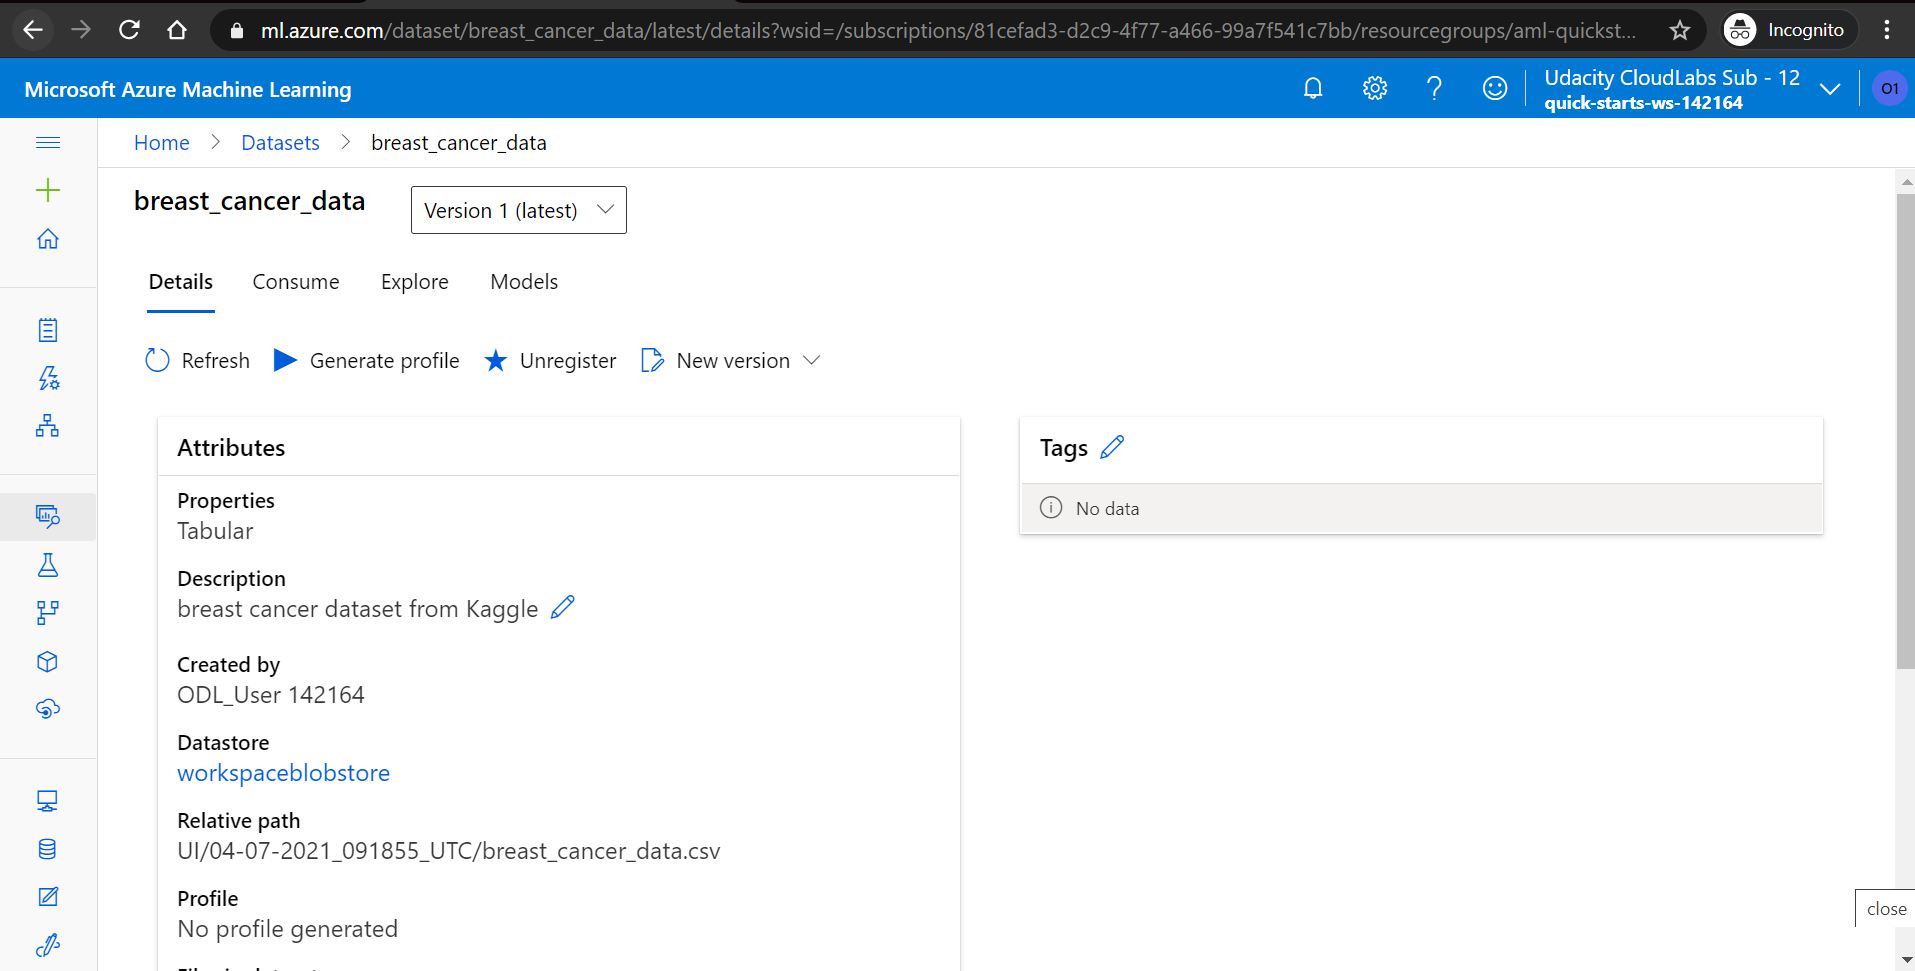 ml.azure.com/dataset/breast_cancer_data/latest/details?wsid=/subscriptions/81cefad3-d2c9-4f77-a466-99a7f541c7bb/resourcegroups/aml-quickst...
Incognito
Microsoft Azure Machine Learning
Udacity CloudLabs Sub - 12
quick-starts-ws-142164
O1
Home > Datasets > breast_cancer_data
breast_cancer_data
Version 1 (latest)
Details Consume Explore Models
Refresh Generate profile Unregister New version
Attributes
Properties
Tabular
Description
breast cancer dataset from Kaggle
Created by
ODL_User 142164
Datastore
workspaceblobstore
Relative path
UI/04-07-2021_091855_UTC/breast_cancer_data.csv
Profile
No profile generated
Tags
No data
close